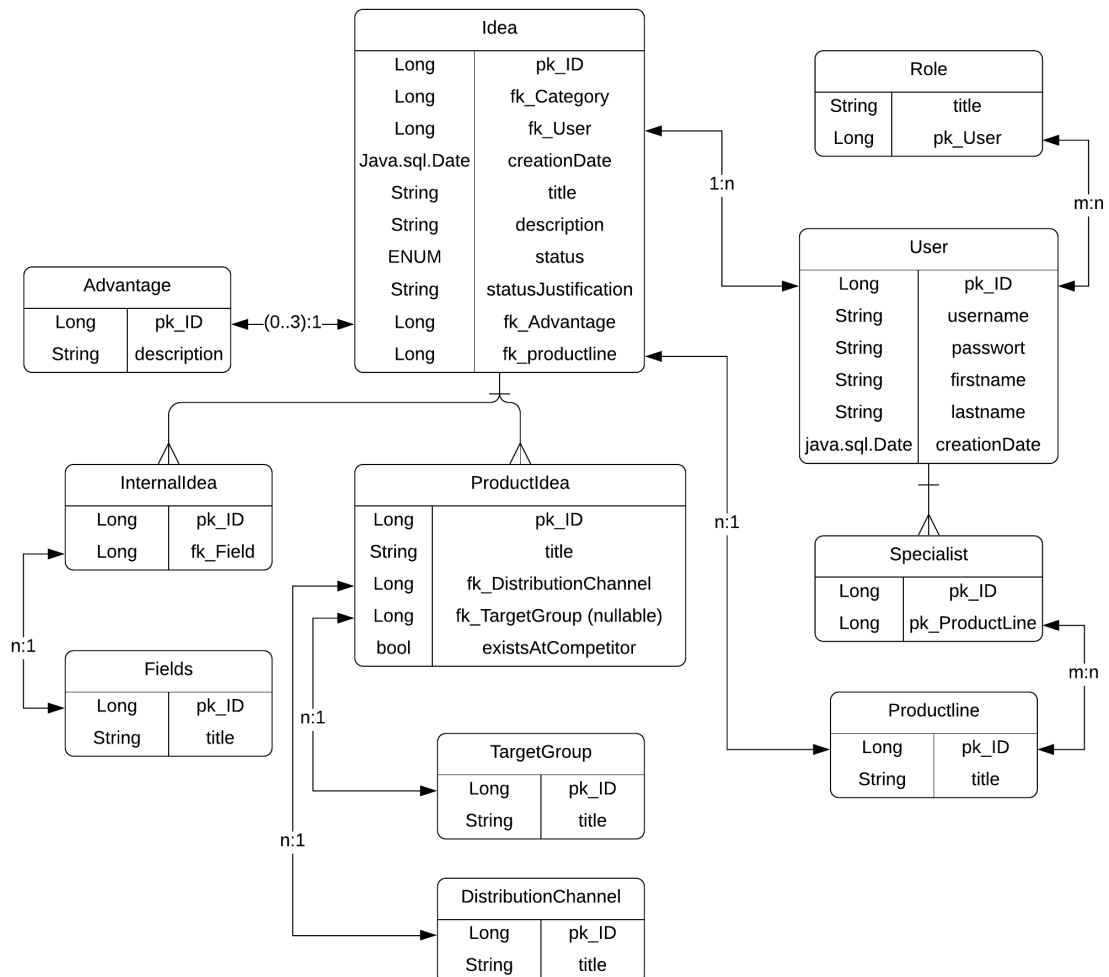 Idea
Long pk_ID
Long fk_Category
Long fk_User
Java.sql.Date creationDate
String title
String description
ENUM status
String statusJustification
Long fk_Advantage
Long fk_productline
Role
String title
Long pk_User
1:n
m:n
User
Long pk_ID
String username
String passwort
String firstname
String lastname
java.sql.Date creationDate
Advantage
Long pk_ID
String description
(0..3):1
InternalIdea
Long pk_ID
Long fk_Field
ProductIdea
Long pk_ID
String title
Long fk_DistributionChannel
Long fk_TargetGroup (nullable)
bool existsAtCompetitor
n:1
Specialist
Long pk_ID
Long pk_ProductLine
n:1
Fields
Long pk_ID
String title
m:n
n:1
Productline
Long pk_ID
String title
TargetGroup
Long pk_ID
String title
n:1
DistributionChannel
Long pk_ID
String title